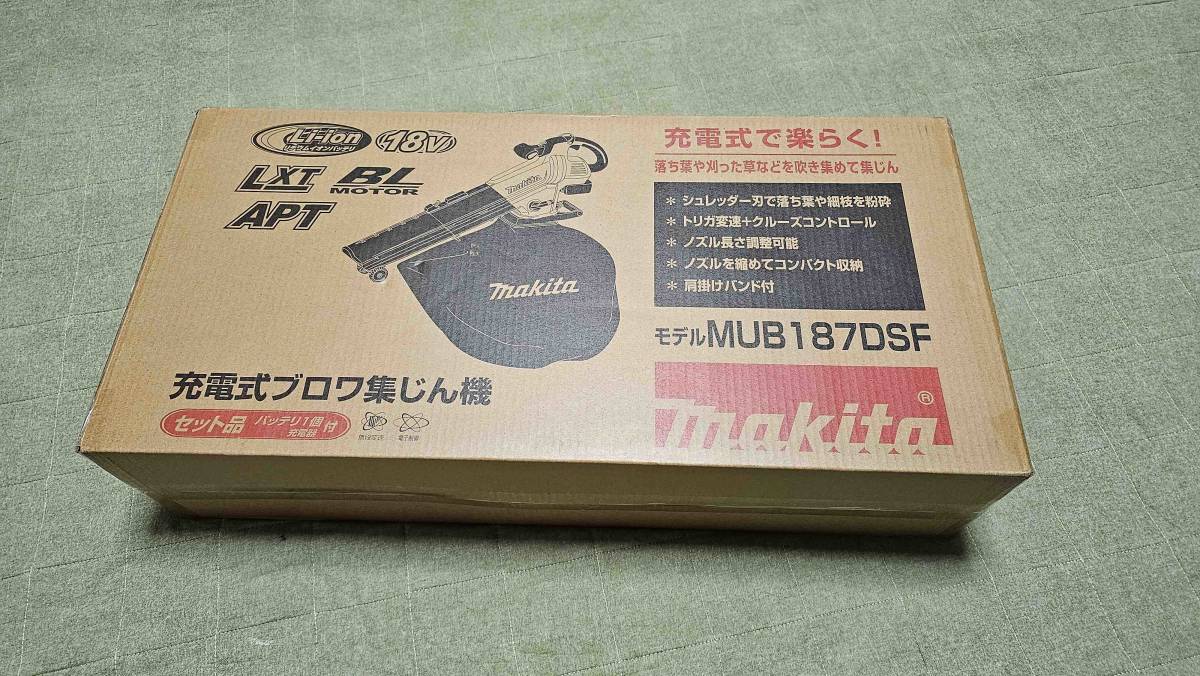 Li-ion
リチウムイオンバッテリ
18V
LXT
BL
MOTOR
APT
makita
makita
充電式ブロワ集じん機
セット品
バッテリ1個
充電器
付
電子制御
充電式で楽らく!
落ち葉や刈った草などを吹き集めて集じん
* シュレッダー刃で落ち葉や細枝を粉砕
* トリガ変速+クルーズコントロール
* ノズル長さ調整可能
* ノズルを縮めてコンパクト収納
* 肩掛けバンド付
モデルMUB187DSF
makita®